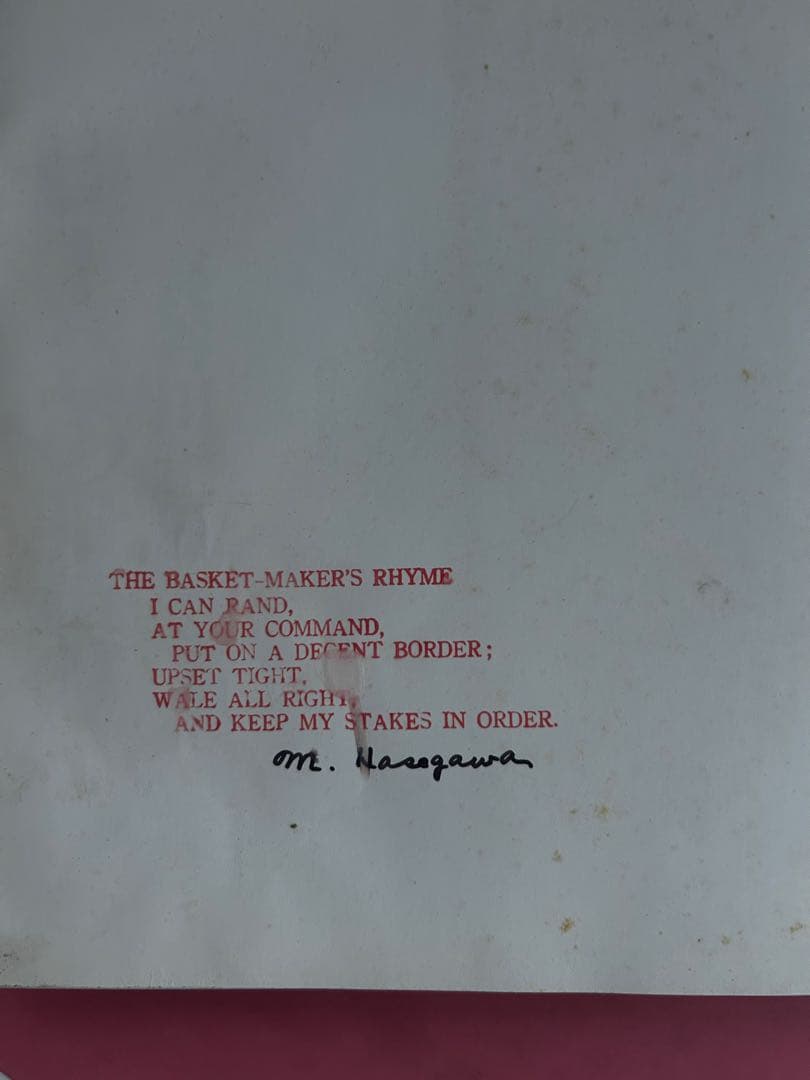 THE BASKET-MAKER'S RHYME
I CAN RAND,
AT YOUR COMMAND,
PUT ON A DECENT BORDER;
UPSET TIGHT,
WALE ALL RIGHT,
AND KEEP MY STAKES IN ORDER.
M. Hasegawa